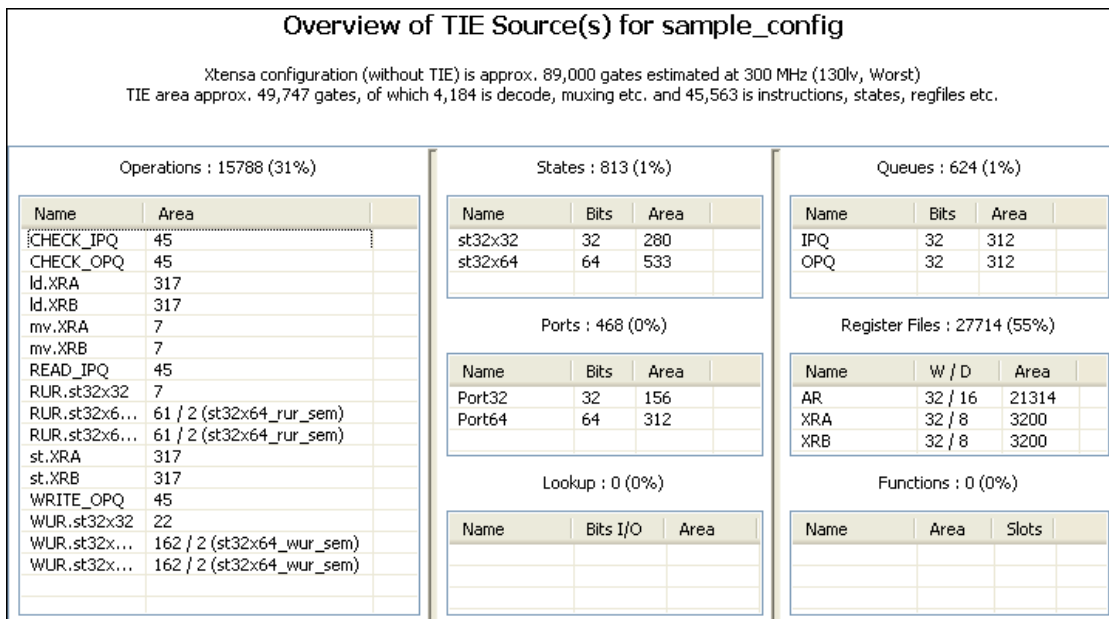 Overview of TIE Source(s) for sample_config
Xtensa configuration (without TIE) is approx. 89,000 gates estimated at 300 MHz (130lv, Worst)
TIE area approx. 49,747 gates, of which 4,184 is decode, muxing etc. and 45,563 is instructions, states, regfiles etc.
Operations : 15788 (31%)
Name Area
CHECK_IPQ 45
CHECK_OPQ 45
ld.XRA 317
ld.XRB 317
mv.XRA 7
mv.XRB 7
READ_IPQ 45
RUR.st32x32 7
RUR.st32x6... 61 / 2 (st32x64_rur_sem)
RUR.st32x6... 61 / 2 (st32x64_rur_sem)
st.XRA 317
st.XRB 317
WRITE_OPQ 45
WUR.st32x32 22
WUR.st32x... 162 / 2 (st32x64_wur_sem)
WUR.st32x... 162 / 2 (st32x64_wur_sem)
States : 813 (1%)
Name Bits Area
st32x32 32 280
st32x64 64 533
Ports : 468 (0%)
Name Bits Area
Port32 32 156
Port64 64 312
Lookup : 0 (0%)
Name Bits I/O Area
Queues : 624 (1%)
Name Bits Area
IPQ 32 312
OPQ 32 312
Register Files : 27714 (55%)
Name W / D Area
AR 32 / 16 21314
XRA 32 / 8 3200
XRB 32 / 8 3200
Functions : 0 (0%)
Name Area Slots